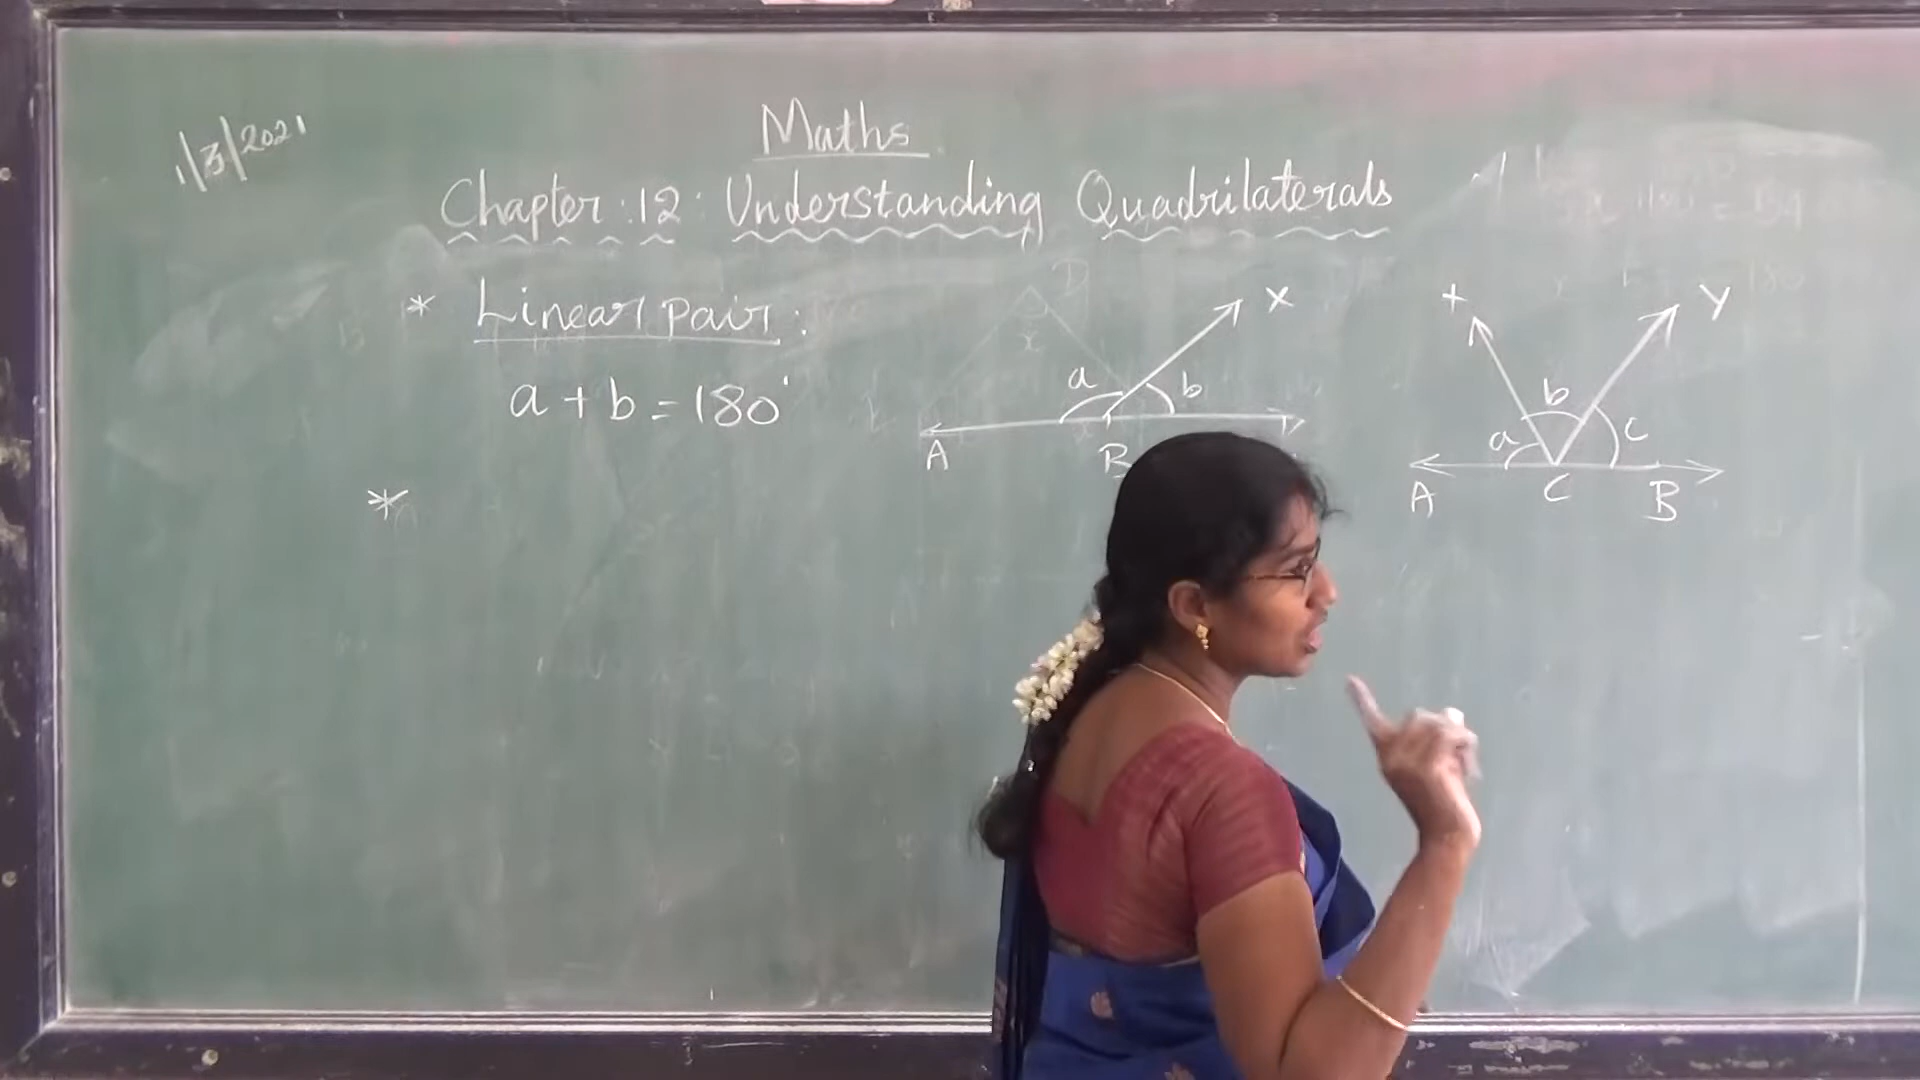 1/3/2021
Maths
Chapter : 12 : Understanding Quadrilaterals
* Linear pair :
a + b = 180°
*
X
a b
A B
X Y
b
a c
A C B